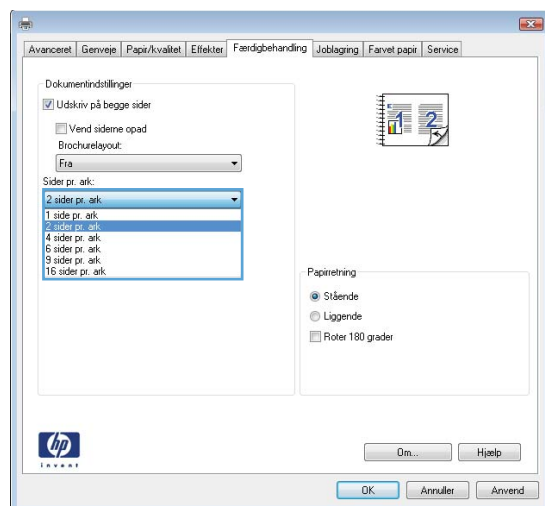 Avanceret Genveje Papir/kvalitet Effekter Færdigbehandling Joblagring Farvet papir Service
Dokumentindstillinger
Udskriv på begge sider
Vend siderne opad
Brochurelayout:
Fra
Sider pr. ark:
2 sider pr. ark
1 side pr. ark
2 sider pr. ark
4 sider pr. ark
6 sider pr. ark
9 sider pr. ark
16 sider pr. ark
1 2
Papirretning
Stående
Liggende
Roter 180 grader
hp
invent
Om... Hjælp
OK Annuller Anvend